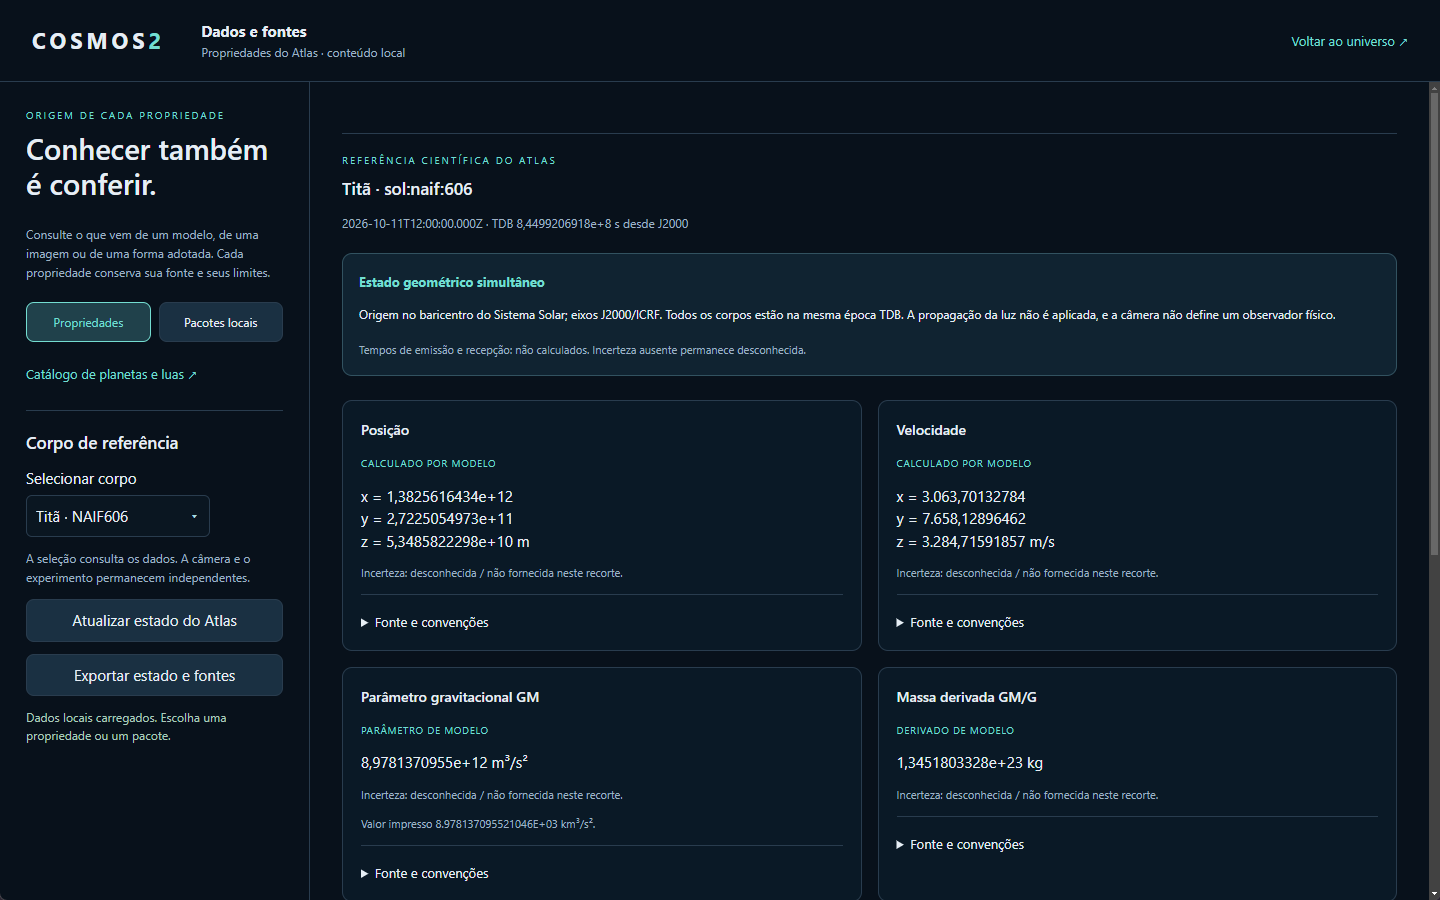 COSMOS2
Dados e fontes
Propriedades do Atlas · conteúdo local
Voltar ao universo ↗
ORIGEM DE CADA PROPRIEDADE
Conhecer também
é conferir.
Consulte o que vem de um modelo, de uma
imagem ou de uma forma adotada. Cada
propriedade conserva sua fonte e seus limites.
Propriedades
Pacotes locais
Catálogo de planetas e luas ↗
Corpo de referência
Selecionar corpo
Titã · NAIF606
A seleção consulta os dados. A câmera e o
experimento permanecem independentes.
Atualizar estado do Atlas
Exportar estado e fontes
Dados locais carregados. Escolha uma
propriedade ou um pacote.
REFERÊNCIA CIENTÍFICA DO ATLAS
Titã · sol:naif:606
2026-10-11T12:00:00.000Z · TDB 8,4499206918e+8 s desde J2000
Estado geométrico simultâneo
Origem no baricentro do Sistema Solar; eixos J2000/ICRF. Todos os corpos estão na mesma época TDB. A propagação da luz não é aplicada, e a câmera não define um observador físico.
Tempos de emissão e recepção: não calculados. Incerteza ausente permanece desconhecida.
Posição
CALCULADO POR MODELO
x = 1,3825616434e+12
y = 2,7225054973e+11
z = 5,3485822298e+10 m
Incerteza: desconhecida / não fornecida neste recorte.
▶ Fonte e convenções
Velocidade
CALCULADO POR MODELO
x = 3.063,70132784
y = 7.658,12896462
z = 3.284,71591857 m/s
Incerteza: desconhecida / não fornecida neste recorte.
▶ Fonte e convenções
Parâmetro gravitacional GM
PARÂMETRO DE MODELO
8,9781370955e+12 m³/s²
Incerteza: desconhecida / não fornecida neste recorte.
Valor impresso 8.978137095521046E+03 km³/s².
▶ Fonte e convenções
Massa derivada GM/G
DERIVADO DE MODELO
1,3451803328e+23 kg
Incerteza: desconhecida / não fornecida neste recorte.
▶ Fonte e convenções